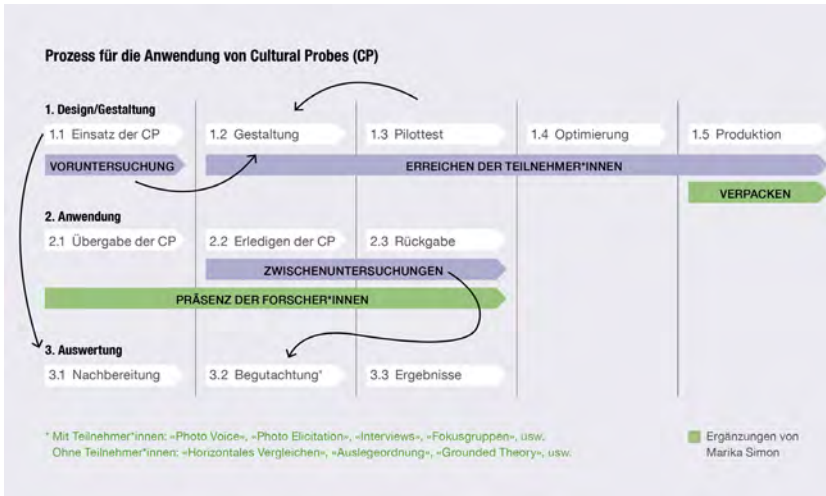 Prozess für die Anwendung von Cultural Probes (CP)
1. Design/Gestaltung
1.1 Einsatz der CP
1.2 Gestaltung
1.3 Pilottest
1.4 Optimierung
1.5 Produktion
VORUNTERSUCHUNG
ERREICHEN DER TEILNEHMER*INNEN
VERPACKEN
2. Anwendung
2.1 Übergabe der CP
2.2 Erledigen der CP
2.3 Rückgabe
ZWISCHENUNTERSUCHUNGEN
PRÄSENZ DER FORSCHER*INNEN
3. Auswertung
3.1 Nachbereitung
3.2 Begutachtung*
3.3 Ergebnisse
* Mit Teilnehmer*innen: «Photo Voice», «Photo Elicitation», «Interviews», «Fokusgruppen», usw.
Ohne Teilnehmer*innen: «Horizontales Vergleichen», «Auslegeordnung», «Grounded Theory», usw.
Ergänzungen von
Marika Simon